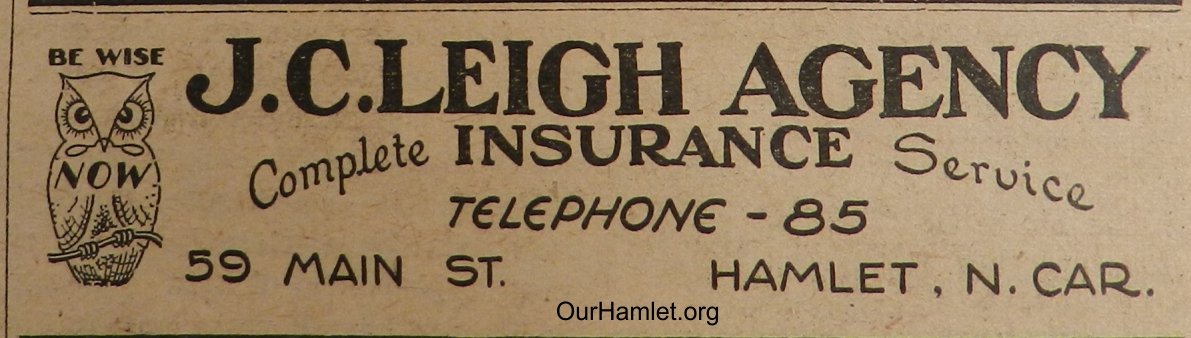 BE WISE
NOW
J.C.LEIGH AGENCY
Complete INSURANCE Service
TELEPHONE - 85
59 MAIN ST. HAMLET, N. CAR.
OurHamlet.org